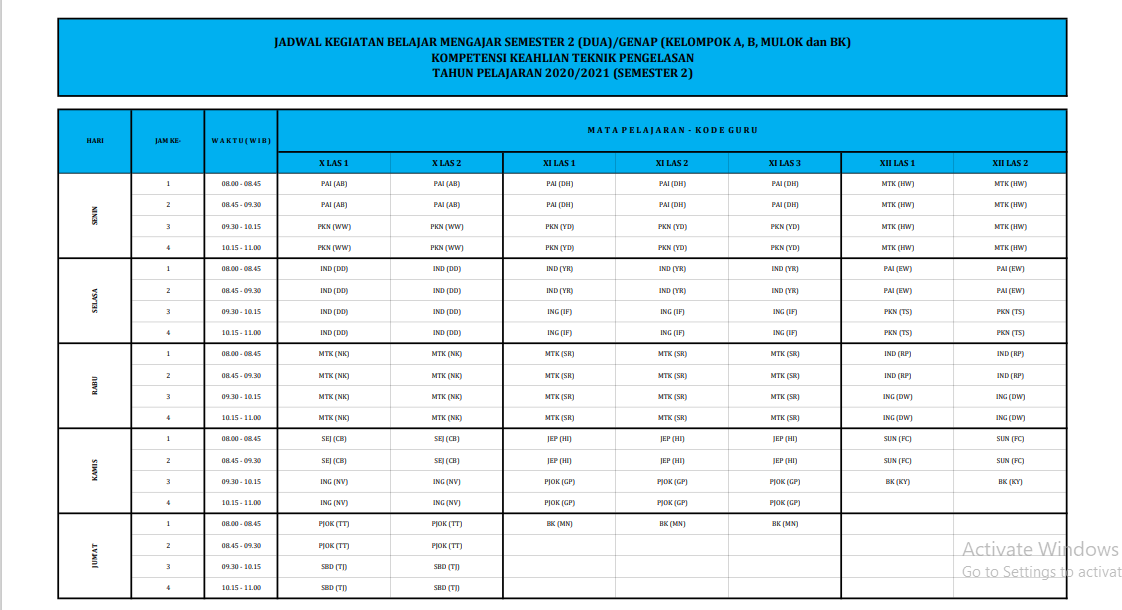 JADWAL KEGIATAN BELAJAR MENGAJAR SEMESTER 2 (DUA)/GENAP (KELOMPOK A, B, MULOK dan BK)
KOMPETENSI KEAHLIAN TEKNIK PENGELASAN
TAHUN PELAJARAN 2020/2021 (SEMESTER 2)
HARI JAM KE- WAKTU(WIB) MATA PELAJARAN - KODE GURU
X LAS 1 X LAS 2 XI LAS 1 XI LAS 2 XI LAS 3 XII LAS 1 XII LAS 2
SENIN
1 08.00 - 08.45 PAI (AB) PAI (AB) PAI (DH) PAI (DH) PAI (DH) MTK (HW) MTK (HW)
2 08.45 - 09.30 PAI (AB) PAI (AB) PAI (DH) PAI (DH) PAI (DH) MTK (HW) MTK (HW)
3 09.30 - 10.15 PKN (WW) PKN (WW) PKN (YD) PKN (YD) PKN (YD) MTK (HW) MTK (HW)
4 10.15 - 11.00 PKN (WW) PKN (WW) PKN (YD) PKN (YD) PKN (YD) MTK (HW) MTK (HW)
SELASA
1 08.00 - 08.45 IND (DD) IND (DD) IND (YR) IND (YR) IND (YR) PAI (EW) PAI (EW)
2 08.45 - 09.30 IND (DD) IND (DD) IND (YR) IND (YR) IND (YR) PAI (EW) PAI (EW)
3 09.30 - 10.15 IND (DD) IND (DD) ING (IF) ING (IF) ING (IF) PKN (TS) PKN (TS)
4 10.15 - 11.00 IND (DD) IND (DD) ING (IF) ING (IF) ING (IF) PKN (TS) PKN (TS)
RABU
1 08.00 - 08.45 MTK (NK) MTK (NK) MTK (SR) MTK (SR) MTK (SR) IND (RP) IND (RP)
2 08.45 - 09.30 MTK (NK) MTK (NK) MTK (SR) MTK (SR) MTK (SR) IND (RP) IND (RP)
3 09.30 - 10.15 MTK (NK) MTK (NK) MTK (SR) MTK (SR) MTK (SR) ING (DW) ING (DW)
4 10.15 - 11.00 MTK (NK) MTK (NK) MTK (SR) MTK (SR) MTK (SR) ING (DW) ING (DW)
KAMIS
1 08.00 - 08.45 SEJ (CB) SEJ (CB) JEP (HI) JEP (HI) JEP (HI) SUN (FC) SUN (FC)
2 08.45 - 09.30 SEJ (CB) SEJ (CB) JEP (HI) JEP (HI) JEP (HI) SUN (FC) SUN (FC)
3 09.30 - 10.15 ING (NV) ING (NV) PJOK (GP) PJOK (GP) PJOK (GP) BK (KY) BK (KY)
4 10.15 - 11.00 ING (NV) ING (NV) PJOK (GP) PJOK (GP) PJOK (GP)
JUM'AT
1 08.00 - 08.45 PJOK (TT) PJOK (TT) BK (MN) BK (MN) BK (MN)
2 08.45 - 09.30 PJOK (TT) PJOK (TT)
3 09.30 - 10.15 SBD (TJ) SBD (TJ)
4 10.15 - 11.00 SBD (TJ) SBD (TJ)
Activate Windows
Go to Settings to activat